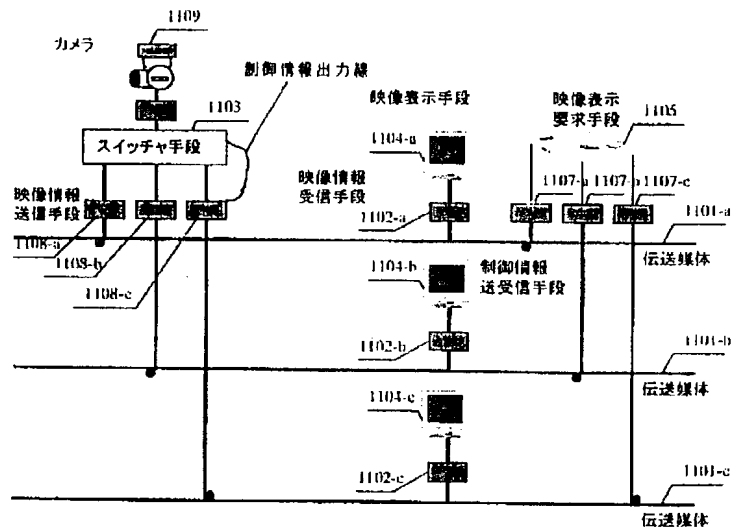 1109
カメラ
制御情報出力線
1103
映像表示手段
映像表示
要求手段
1105
スイッチャ手段
1104-a
映像情報
送信手段
映像情報
受信手段
1107-a
1107-b
1107-c
1102-a
1101-a
1108-a
伝送媒体
1108-b
1104-b
制御情報
送受信手段
1108-c
1102-b
1101-b
伝送媒体
1104-c
1102-c
1101-c
伝送媒体